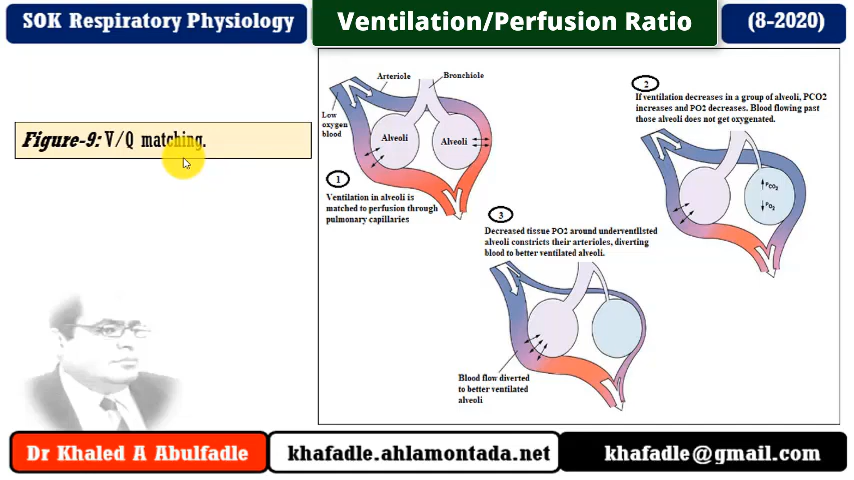 SOK Respiratory Physiology
Ventilation/Perfusion Ratio
(8-2020)
Figure-9: V/Q matching.
Arteriole
Bronchiole
Low
oxygen
blood
Alveoli
Alveoli
1
Ventilation in alveoli is
matched to perfusion through
pulmonary capillaries
2
If ventilation decreases in a group of alveoli, PCO2
increases and PO2 decreases. Blood flowing past
those alveoli does not get oxygenated.
PCO2
PO2
3
Decreased tissue PO2 around underventllsted
alveoli constricts their arterioles, diverting
blood to better ventilated alveoli.
Blood flow diverted
to better ventilated
alveoli
Dr Khaled A Abulfadle
khafadle.ahlamontada.net
khafadle@gmail.com